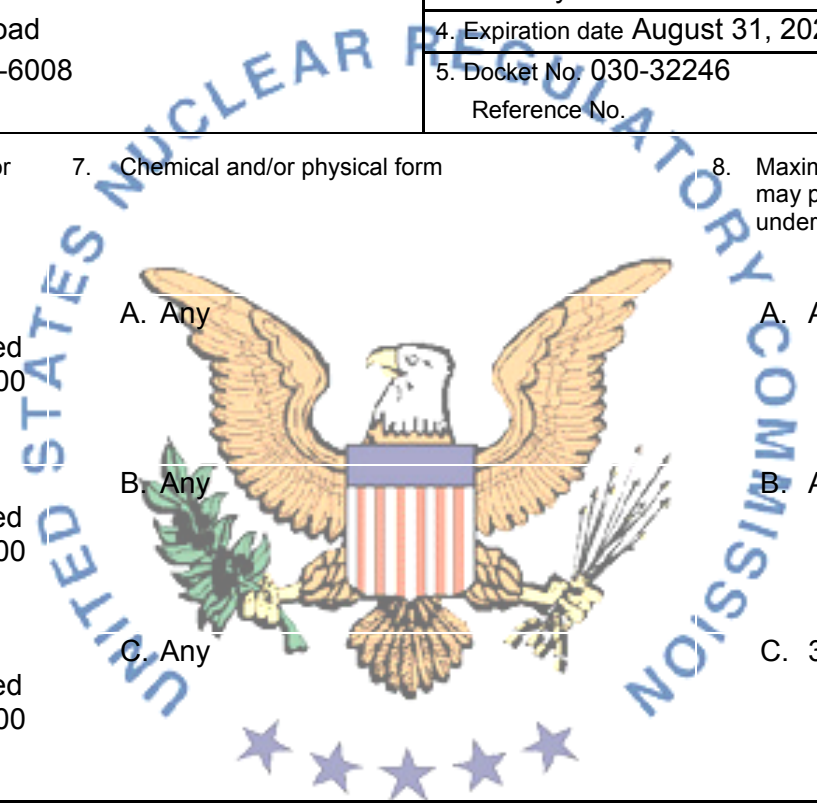 oad
4. Expiration date August 31, 202
-6008
5. Docket No. 030-32246
Reference No.
or
7. Chemical and/or physical form
8. Maxin
may p
under
UNITED STATES NUCLEAR REGULATORY COMMISSION
A. Any
A. A
ed
00
B. Any
B. A
ed
00
C. Any
C. 3
ed
00